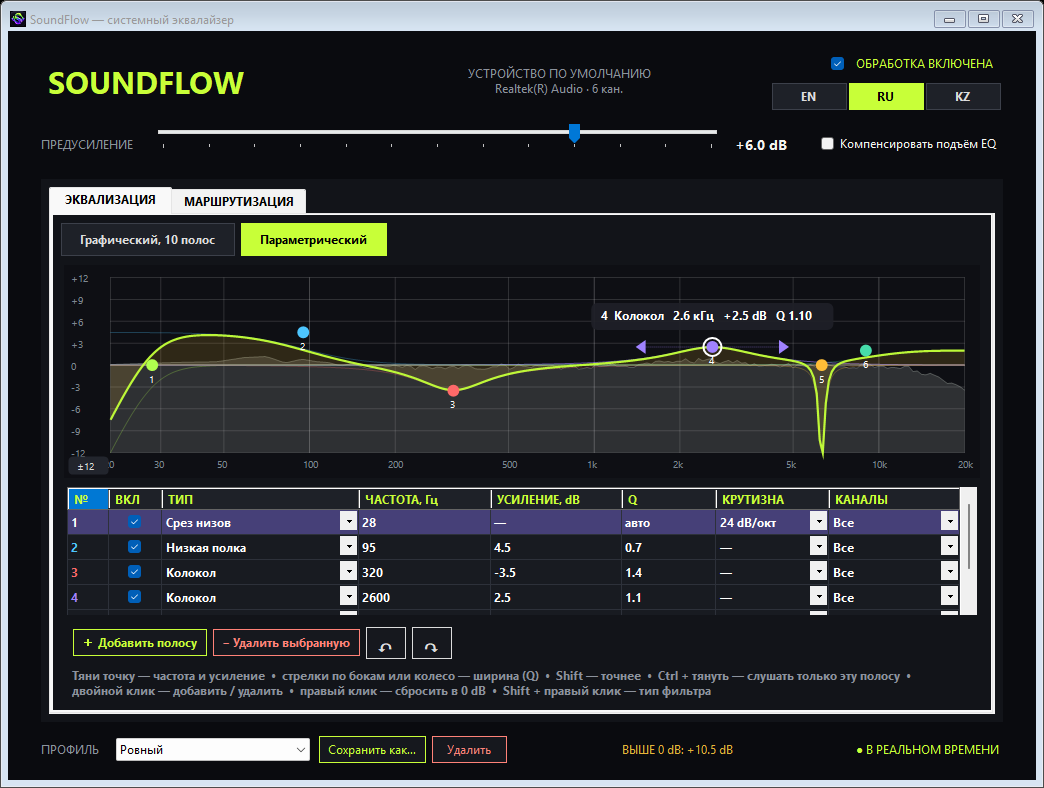 SoundFlow — системный эквалайзер
SOUNDFLOW
УСТРОЙСТВО ПО УМОЛЧАНИЮ
Realtek(R) Audio · 6 кан.
ОБРАБОТКА ВКЛЮЧЕНА
EN RU KZ
ПРЕДУСИЛЕНИЕ
+6.0 dB
Компенсировать подъём EQ
ЭКВАЛИЗАЦИЯ МАРШРУТИЗАЦИЯ
Графический, 10 полос Параметрический
+12
+9
+6
+3
0
-3
-6
-9
-12
4 Колокол 2.6 кГц +2.5 dB Q 1.10
1
2
3
4
5
6
±12
0 30 50 100 200 500 1k 2k 5k 10k 20k
№ ВКЛ ТИП ЧАСТОТА, Гц УСИЛЕНИЕ, dB Q КРУТИЗНА КАНАЛЫ
1 Срез низов 28 — авто 24 dB/окт Все
2 Низкая полка 95 4.5 0.7 — Все
3 Колокол 320 -3.5 1.4 — Все
4 Колокол 2600 2.5 1.1 — Все
+ Добавить полосу − Удалить выбранную
Тяни точку — частота и усиление • стрелки по бокам или колесо — ширина (Q) • Shift — точнее • Ctrl + тянуть — слушать только эту полосу •
двойной клик — добавить / удалить • правый клик — сбросить в 0 dB • Shift + правый клик — тип фильтра
ПРОФИЛЬ Ровный Сохранить как... Удалить ВЫШЕ 0 dB: +10.5 dB ● В РЕАЛЬНОМ ВРЕМЕНИ